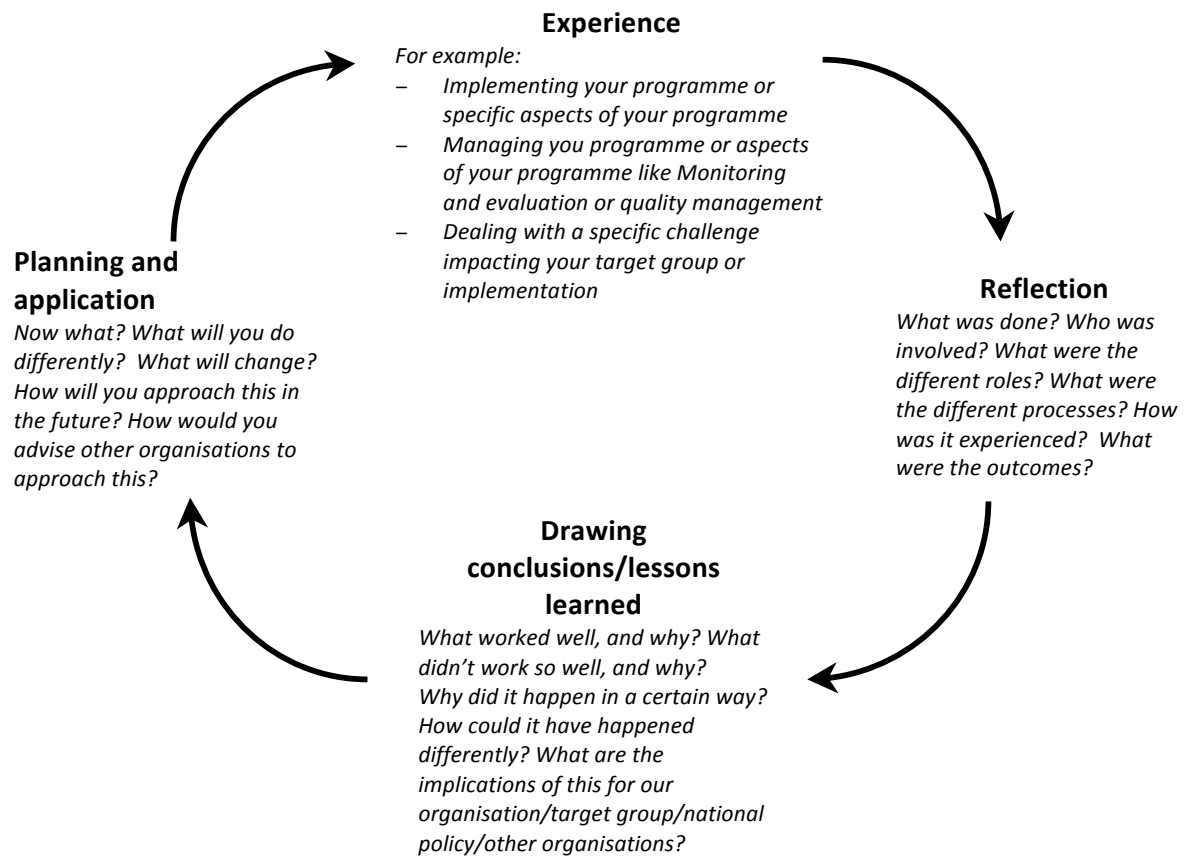 Experience
For example:
– Implementing your programme or
specific aspects of your programme
– Managing you programme or aspects
of your programme like Monitoring
and evaluation or quality management
– Dealing with a specific challenge
impacting your target group or
implementation
Reflection
What was done? Who was
involved? What were the
different roles? What were
the different processes? How
was it experienced? What
were the outcomes?
Drawing
conclusions/lessons
learned
What worked well, and why? What
didn’t work so well, and why?
Why did it happen in a certain way?
How could it have happened
differently? What are the
implications of this for our
organisation/target group/national
policy/other organisations?
Planning and
application
Now what? What will you do
differently? What will change?
How will you approach this in
the future? How would you
advise other organisations to
approach this?